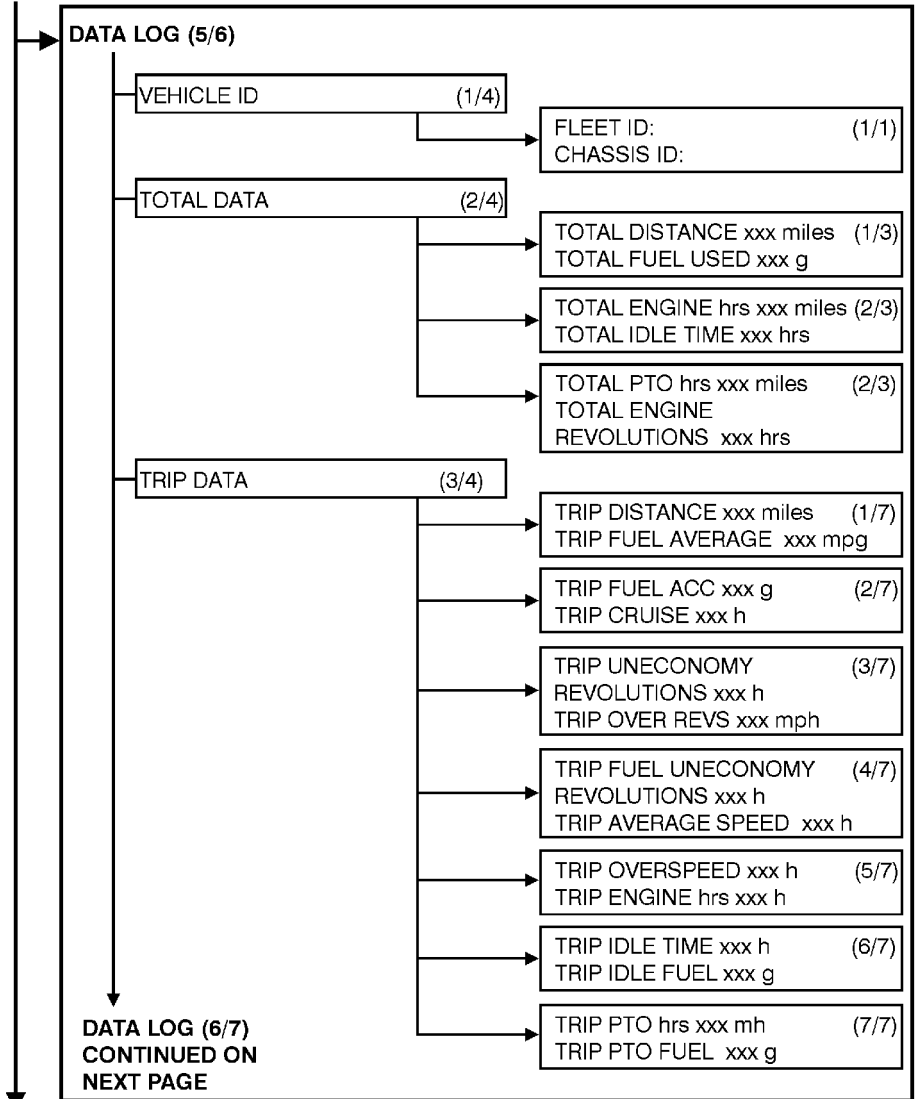 DATA LOG (5/6)
VEHICLE ID (1/4)
FLEET ID: (1/1)
CHASSIS ID:
TOTAL DATA (2/4)
TOTAL DISTANCE xxx miles (1/3)
TOTAL FUEL USED xxx g
TOTAL ENGINE hrs xxx miles (2/3)
TOTAL IDLE TIME xxx hrs
TOTAL PTO hrs xxx miles (2/3)
TOTAL ENGINE
REVOLUTIONS xxx hrs
TRIP DATA (3/4)
TRIP DISTANCE xxx miles (1/7)
TRIP FUEL AVERAGE xxx mpg
TRIP FUEL ACC xxx g (2/7)
TRIP CRUISE xxx h
TRIP UNECONOMY (3/7)
REVOLUTIONS xxx h
TRIP OVER REVS xxx mph
TRIP FUEL UNECONOMY (4/7)
REVOLUTIONS xxx h
TRIP AVERAGE SPEED xxx h
TRIP OVERSPEED xxx h (5/7)
TRIP ENGINE hrs xxx h
TRIP IDLE TIME xxx h (6/7)
TRIP IDLE FUEL xxx g
TRIP PTO hrs xxx mh (7/7)
TRIP PTO FUEL xxx g
DATA LOG (6/7)
CONTINUED ON
NEXT PAGE